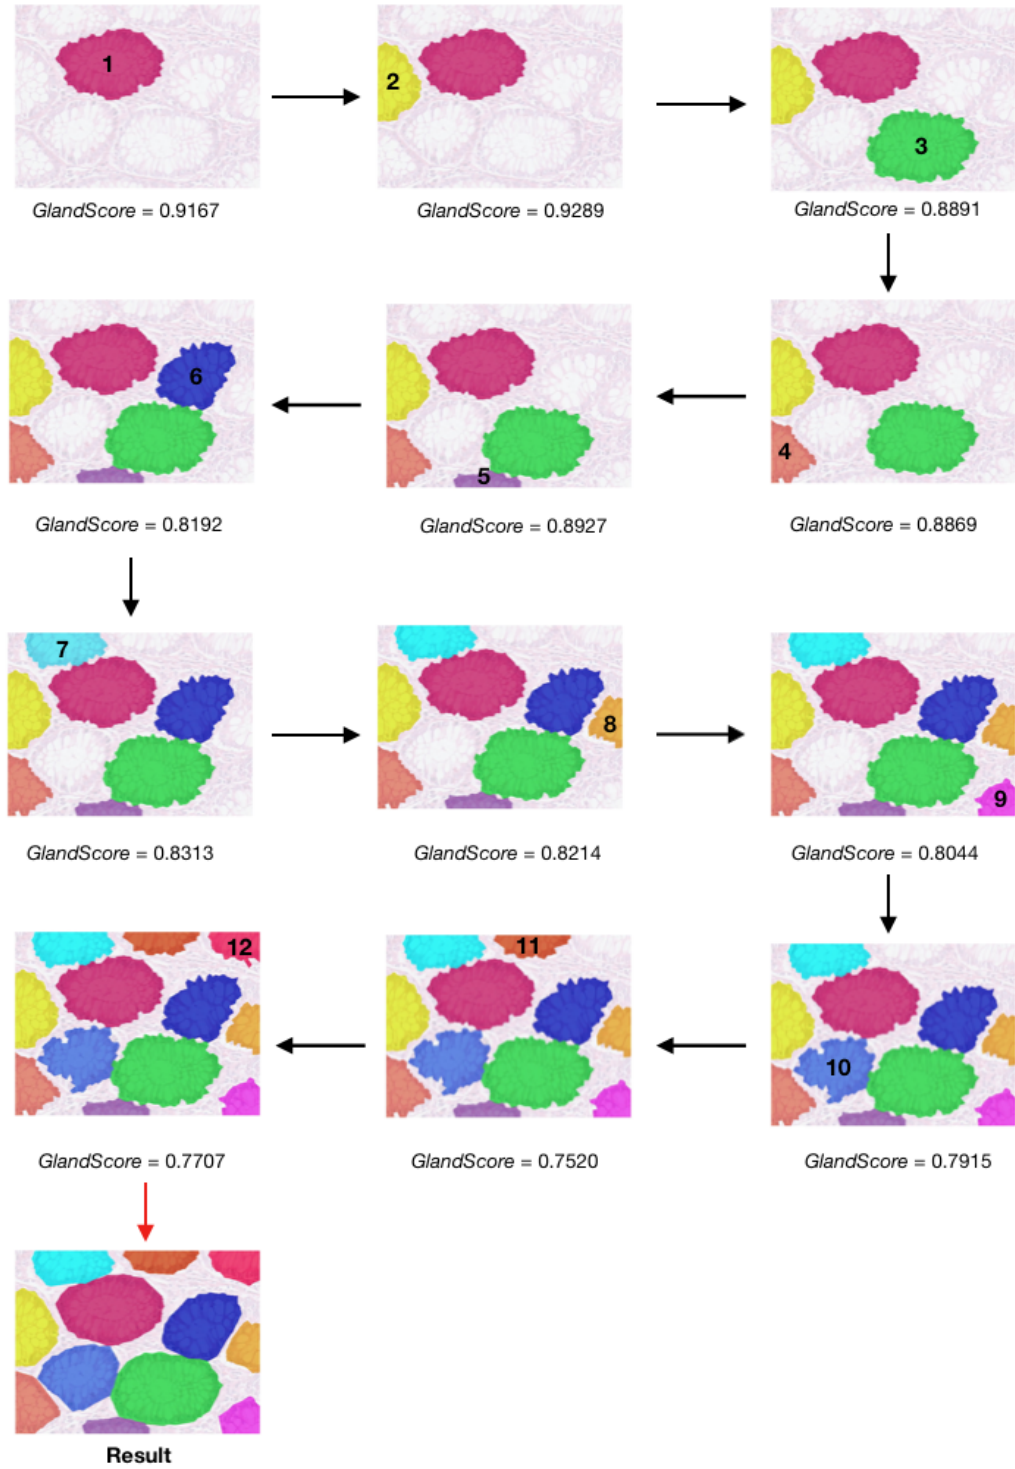 1
GlandScore = 0.9167
2
GlandScore = 0.9289
3
GlandScore = 0.8891
4
GlandScore = 0.8869
5
GlandScore = 0.8927
6
GlandScore = 0.8192
7
GlandScore = 0.8313
8
GlandScore = 0.8214
9
GlandScore = 0.8044
10
GlandScore = 0.7915
11
GlandScore = 0.7520
12
GlandScore = 0.7707
Result